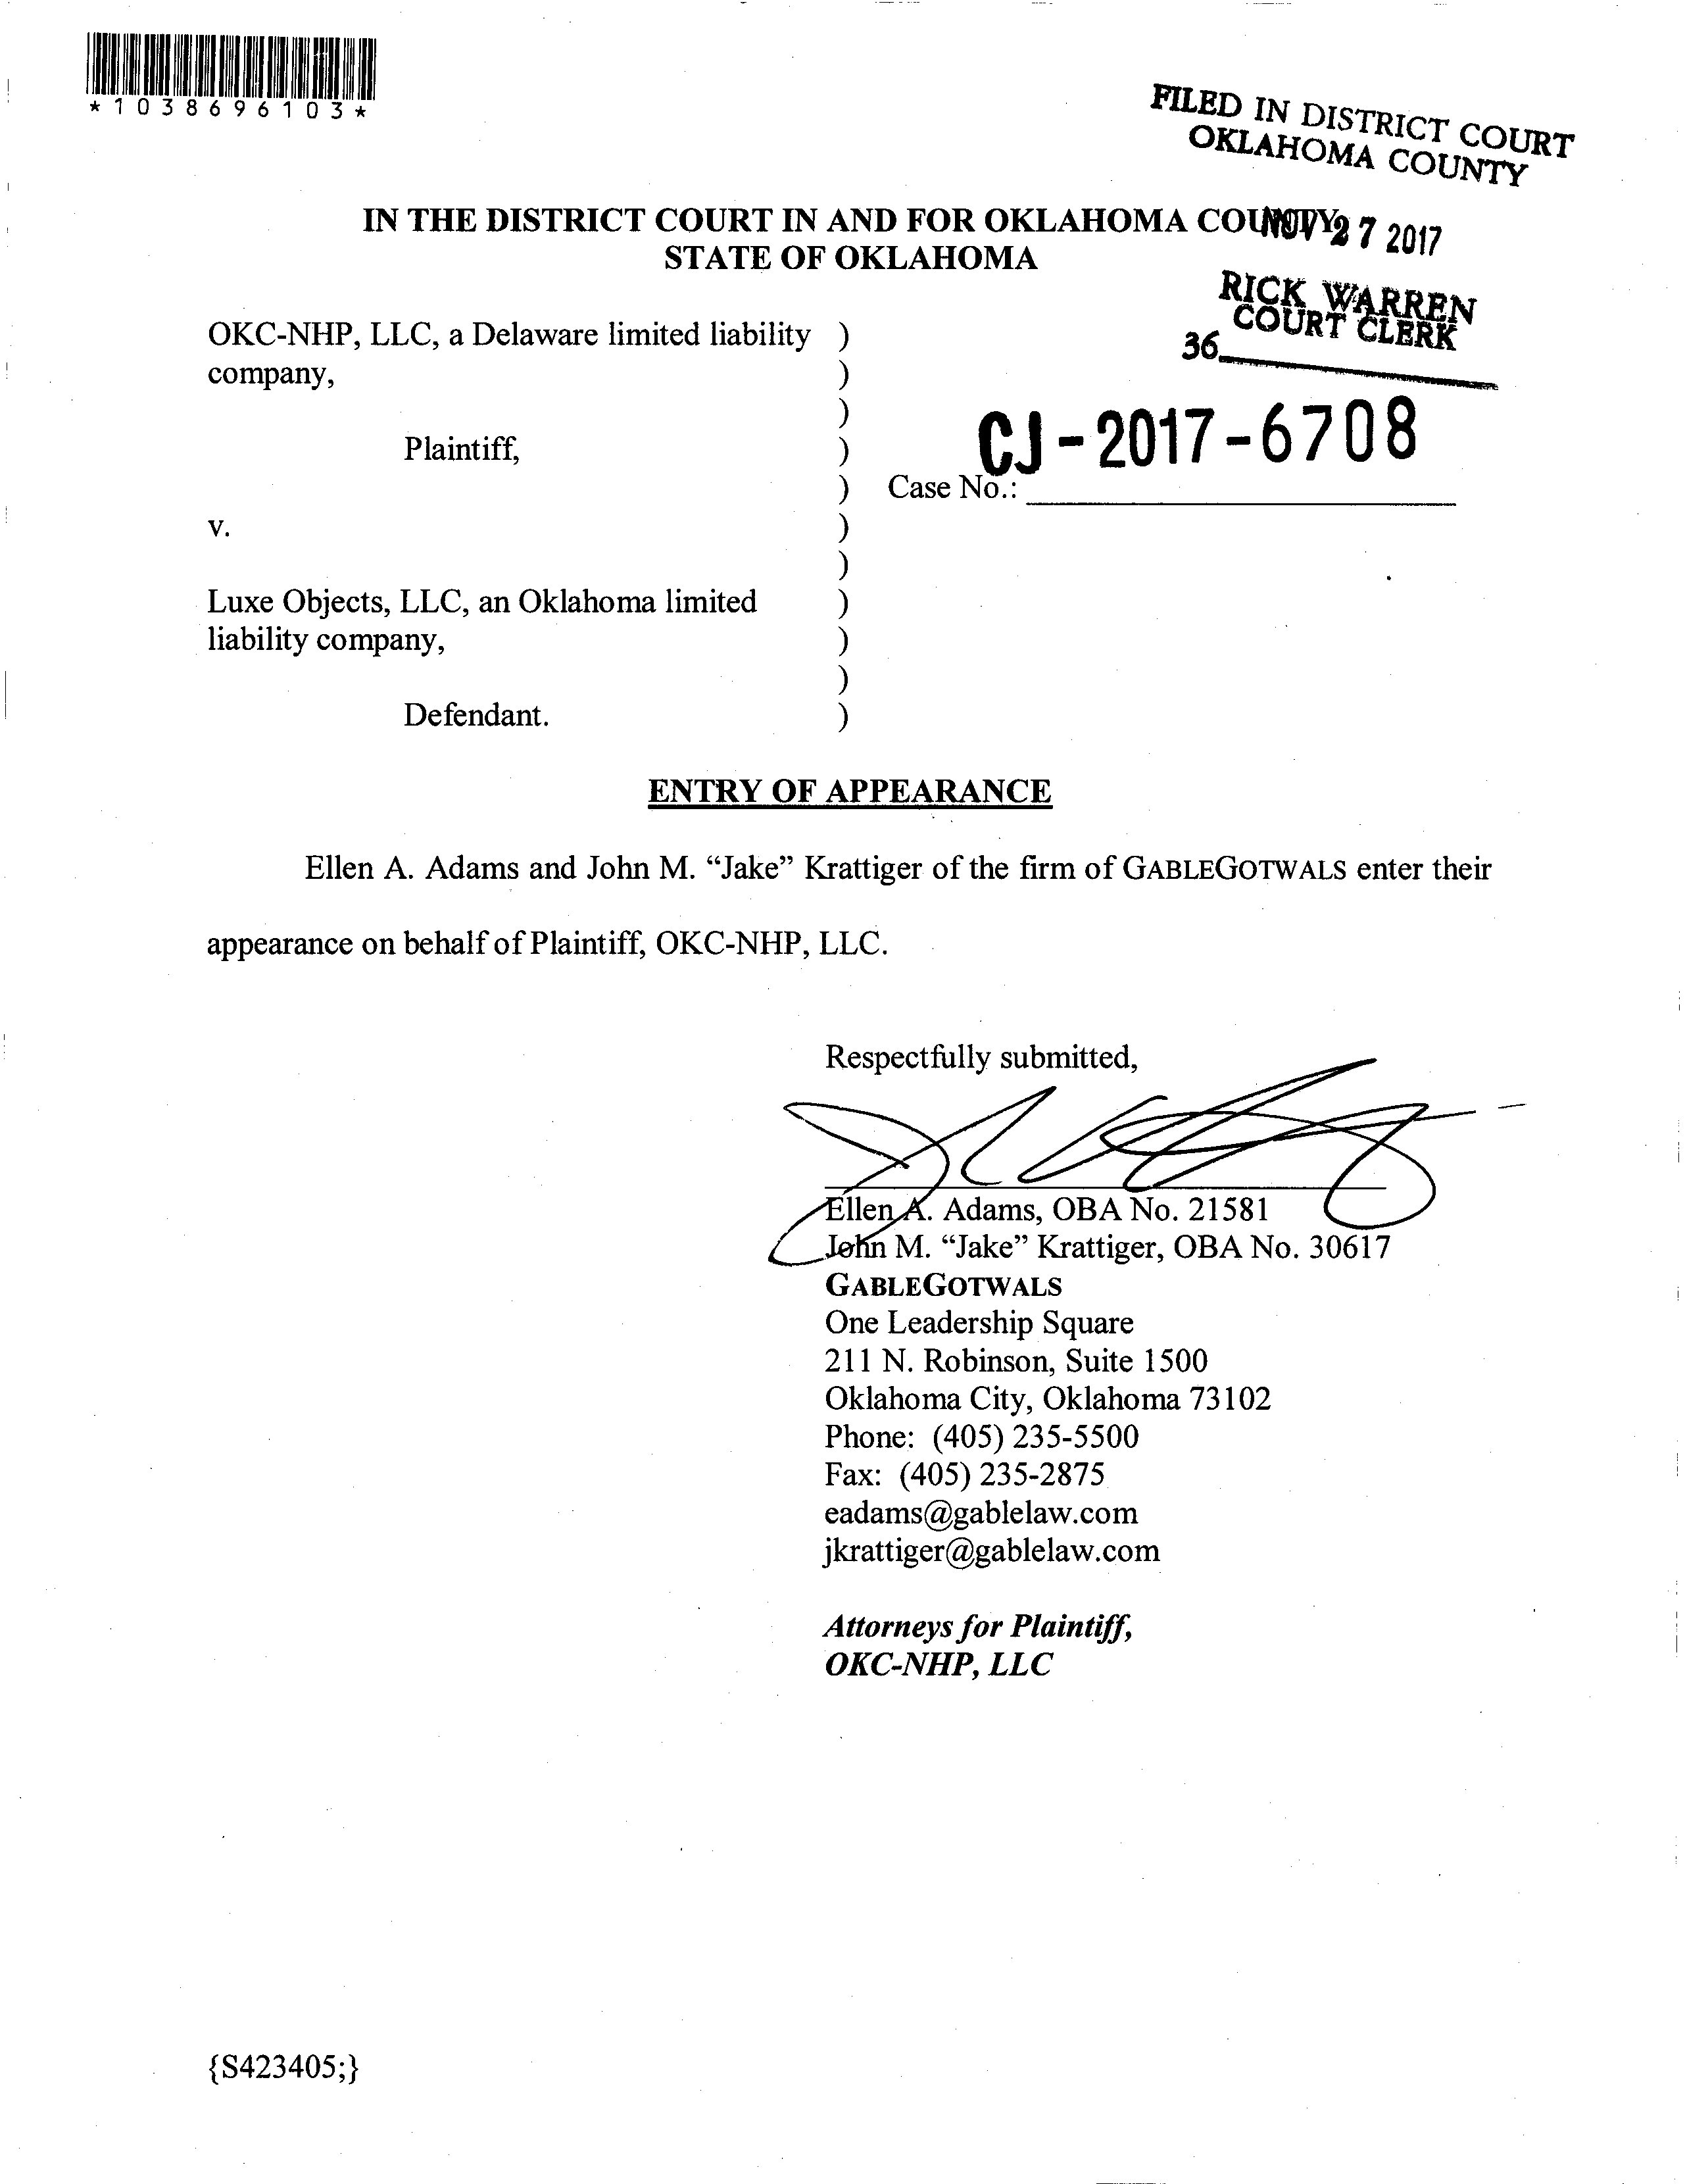 *1038696103*
FILED IN DISTRICT COURT
OKLAHOMA COUNTY
IN THE DISTRICT COURT IN AND FOR OKLAHOMA COUNTY
NOV 27 2017
STATE OF OKLAHOMA
RICK WARREN
COURT CLERK
36
OKC-NHP, LLC, a Delaware limited liability )
company, )
)
Plaintiff, )
CJ-2017-6708
) Case No.:
v. )
)
Luxe Objects, LLC, an Oklahoma limited )
liability company, )
)
Defendant. )
ENTRY OF APPEARANCE
Ellen A. Adams and John M. “Jake” Krattiger of the firm of GABLEGOTWALS enter their
appearance on behalf of Plaintiff, OKC-NHP, LLC.
Respectfully submitted,
Ellen A. Adams, OBA No. 21581
John M. “Jake” Krattiger, OBA No. 30617
GABLEGOTWALS
One Leadership Square
211 N. Robinson, Suite 1500
Oklahoma City, Oklahoma 73102
Phone: (405) 235-5500
Fax: (405) 235-2875
eadams@gablelaw.com
jkrattiger@gablelaw.com
Attorneys for Plaintiff,
OKC-NHP, LLC
{S423405;}